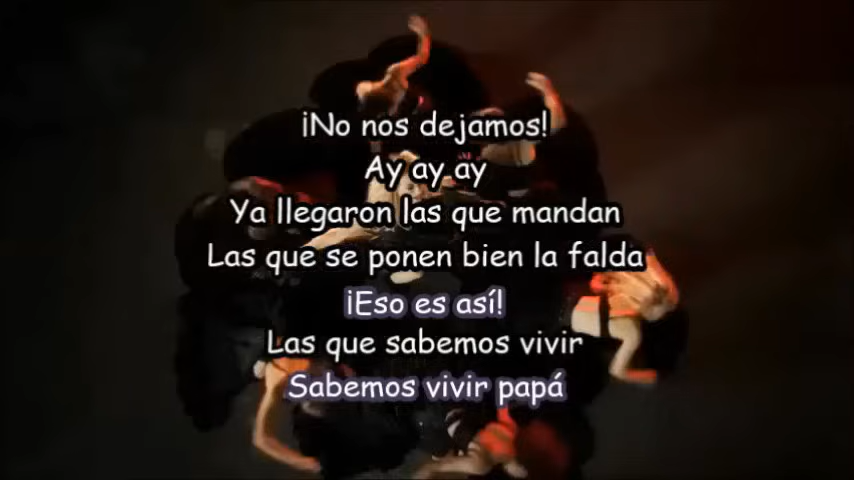 ¡No nos dejamos!
Ay ay ay
Ya llegaron las que mandan
Las que se ponen bien la falda
¡Eso es así!
Las que sabemos vivir
Sabemos vivir papá